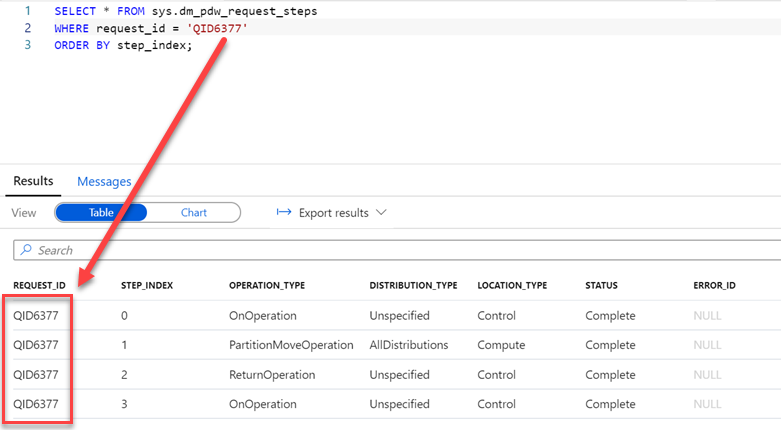 1 SELECT * FROM sys.dm_pdw_request_steps
2 WHERE request_id = 'QID6377'
3 ORDER BY step_index;
Results Messages
View Table Chart Export results
Search
REQUEST_ID STEP_INDEX OPERATION_TYPE DISTRIBUTION_TYPE LOCATION_TYPE STATUS ERROR_ID
QID6377 0 OnOperation Unspecified Control Complete NULL
QID6377 1 PartitionMoveOperation AllDistributions Compute Complete NULL
QID6377 2 ReturnOperation Unspecified Control Complete NULL
QID6377 3 OnOperation Unspecified Control Complete NULL